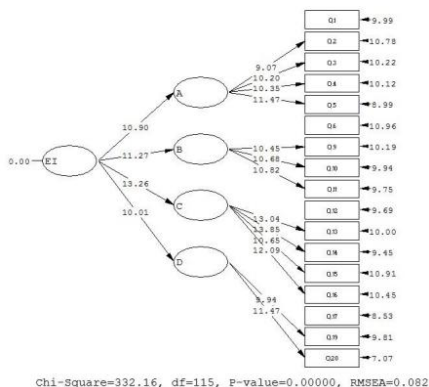 Q1 9.99
Q2 10.78
9.07
Q3 10.22
10.20
A
10.35
Q4 10.12
11.47
Q5 8.99
10.90
Q6 10.96
10.45
Q9 10.19
11.27
B
10.68
Q10 9.94
0.00 EI
10.82
Q11 9.75
13.26
Q12 9.69
C
13.04
Q13 10.00
10.01
13.85
Q14 9.45
10.65
12.09
Q15 10.91
D
Q16 10.45
9.94
Q17 8.53
11.47
Q19 9.81
Q20 7.07
Chi-Square=332.16, df=115, P-value=0.00000, RMSEA=0.082